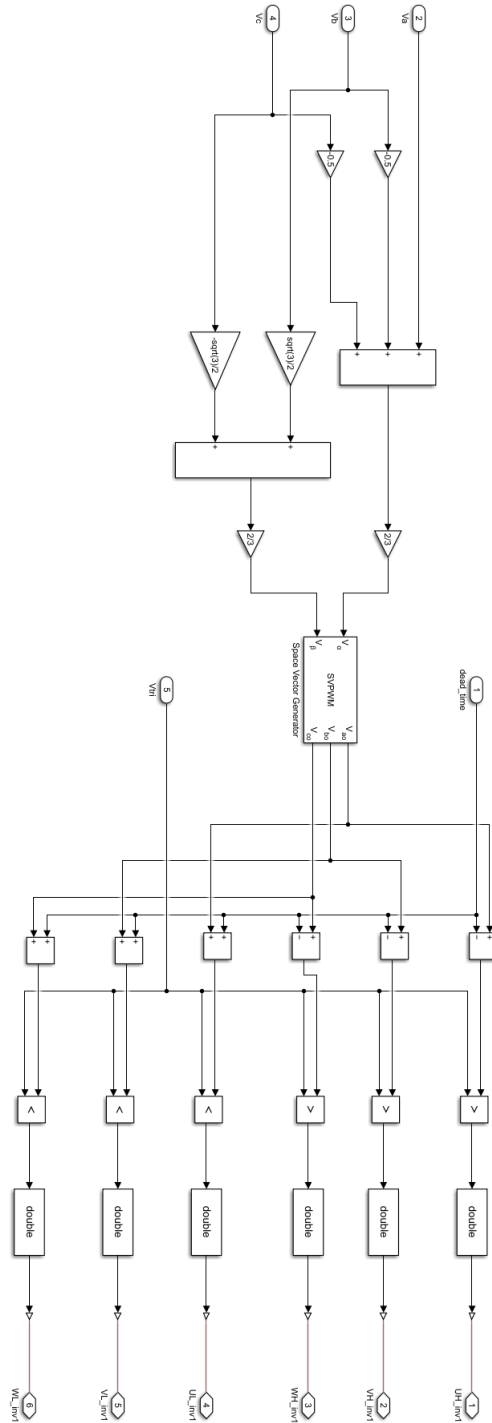 2
Va
3
Vb
4
Vc
-0.5
-0.5
+
+
+
sqrt(3)/2
-sqrt(3)/2
+
+
2/3
2/3
1
dead_time
Vα
Vβ
SVPWM
Vao
Vbo
Vco
Space Vector Generator
5
Vtri
+
−
+
−
+
−
+
+
+
+
+
+
>
>
>
<
<
<
double
double
double
double
double
double
1
UH_inv1
2
VH_inv1
3
WH_inv1
4
UL_inv1
5
VL_inv1
6
WL_inv1